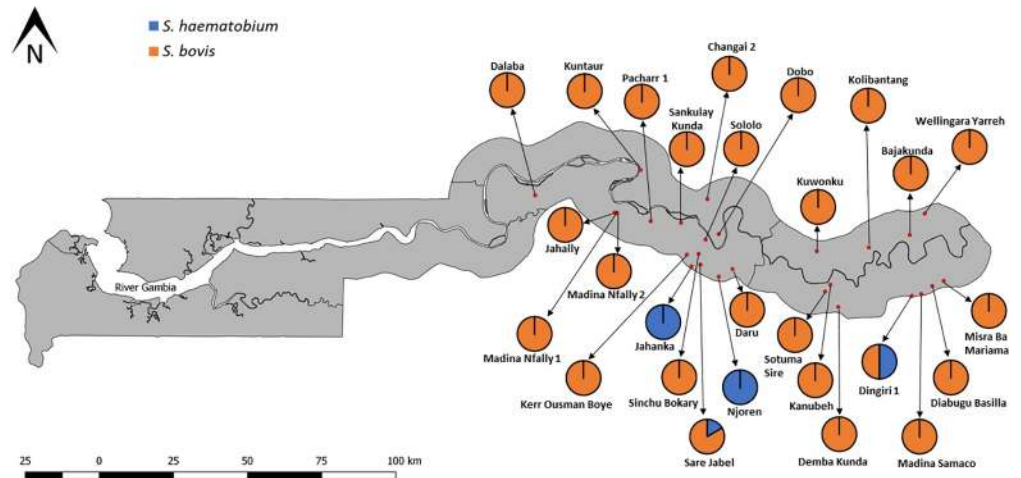 N
S. haematobium
S. bovis
Dalaba
Kuntaur
Pacharr 1
Changai 2
Sankulay
Kunda
Sololo
Dobo
Kolibantang
Wellingara Yarreh
Bajakunda
Kuwonku
River Gambia
Jahally
Madina Nfally 2
Madina Nfally 1
Kerr Ousman Boye
Jahanka
Sinchu Bokary
Sare Jabel
Njoren
Daru
Sotuma
Sire
Kanubeh
Demba Kunda
Dingiri 1
Madina Samaco
Diabugu Basilla
Misra Ba
Mariama
25 0 25 50 75 100 km